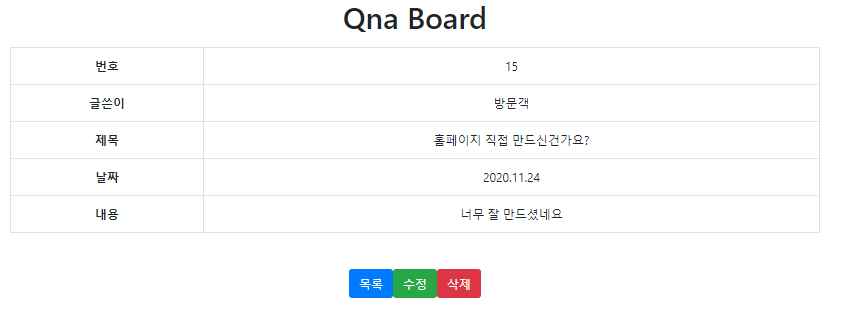 Qna Board
번호 15
글쓴이 방문객
제목 홈페이지 직접 만드신건가요?
날짜 2020.11.24
내용 너무 잘 만드셨네요
목록 수정 삭제